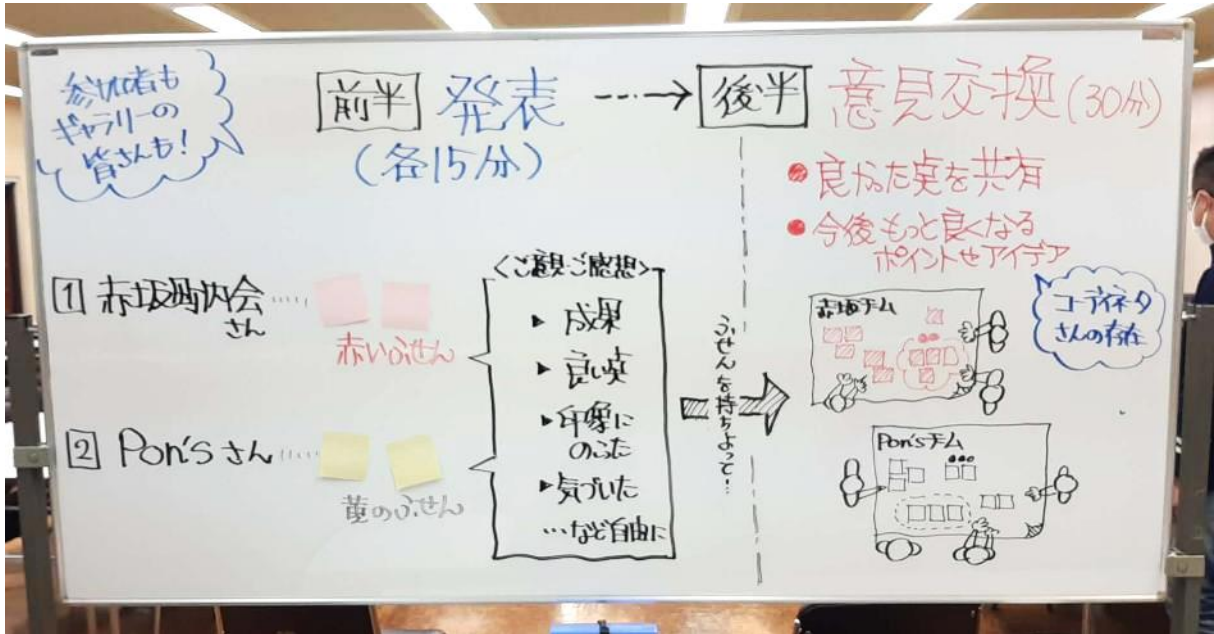 参加者も
ギャラリーの
皆さんも!
前半 発表
(各15分)
後半 意見交換(30分)
●良かった点を共有
●今後もっと良くなる
ポイントやアイデア
1 赤坂町内会
さん
赤いふせん
2 Pon'sさん
黄のふせん
<ご意見・ご感想>
▶成果
▶良い点
▶印象に
のこった
▶気づいた
…など自由に
ふせんを持ちよって!…
赤坂チーム
コーディネータ
さんの存在
Pon'sチーム